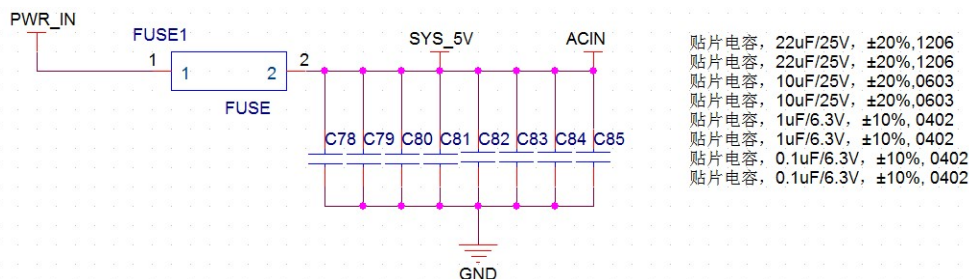 PWR_IN
FUSE1
SYS_5V
ACIN
1
1
2
2
FUSE
C78
C79
C80
C81
C82
C83
C84
C85
GND
贴片电容，22uF/25V，±20%,1206
贴片电容，22uF/25V，±20%,1206
贴片电容，10uF/25V，±20%,0603
贴片电容，10uF/25V，±20%,0603
贴片电容，1uF/6.3V，±10%, 0402
贴片电容，1uF/6.3V，±10%, 0402
贴片电容，0.1uF/6.3V，±10%, 0402
贴片电容，0.1uF/6.3V，±10%, 0402